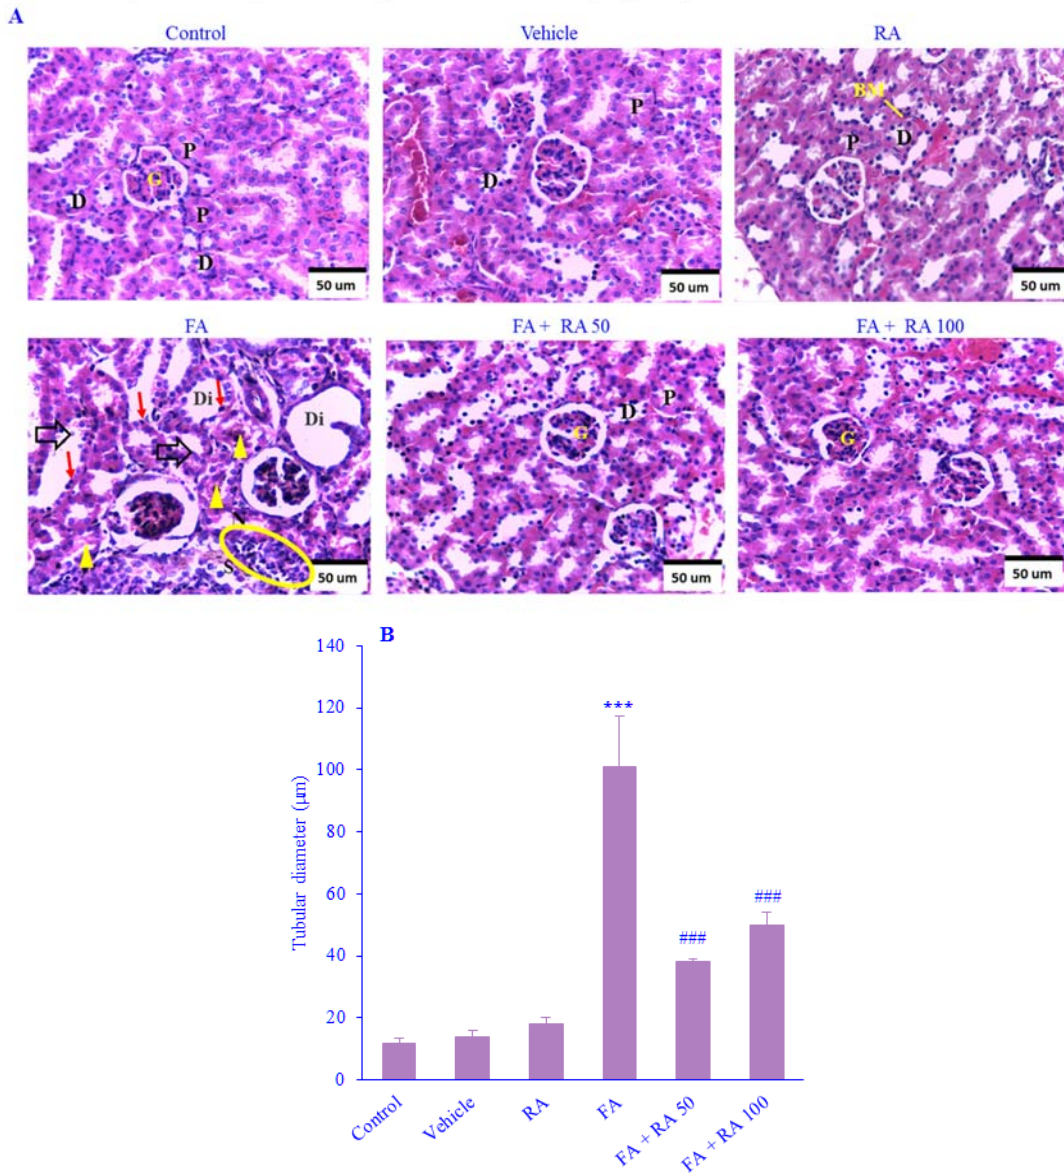 A
Control
Vehicle
RA
P
G
D
P
D
50 um
P
D
50 um
BM
P
D
50 um
FA
FA + RA 50
FA + RA 100
Di
Di
N
S
50 um
D
P
G
50 um
G
50 um
B
Tubular diameter (µm)
140
120
100
80
60
40
20
0
***
###
###
Control
Vehicle
RA
FA
FA + RA 50
FA + RA 100